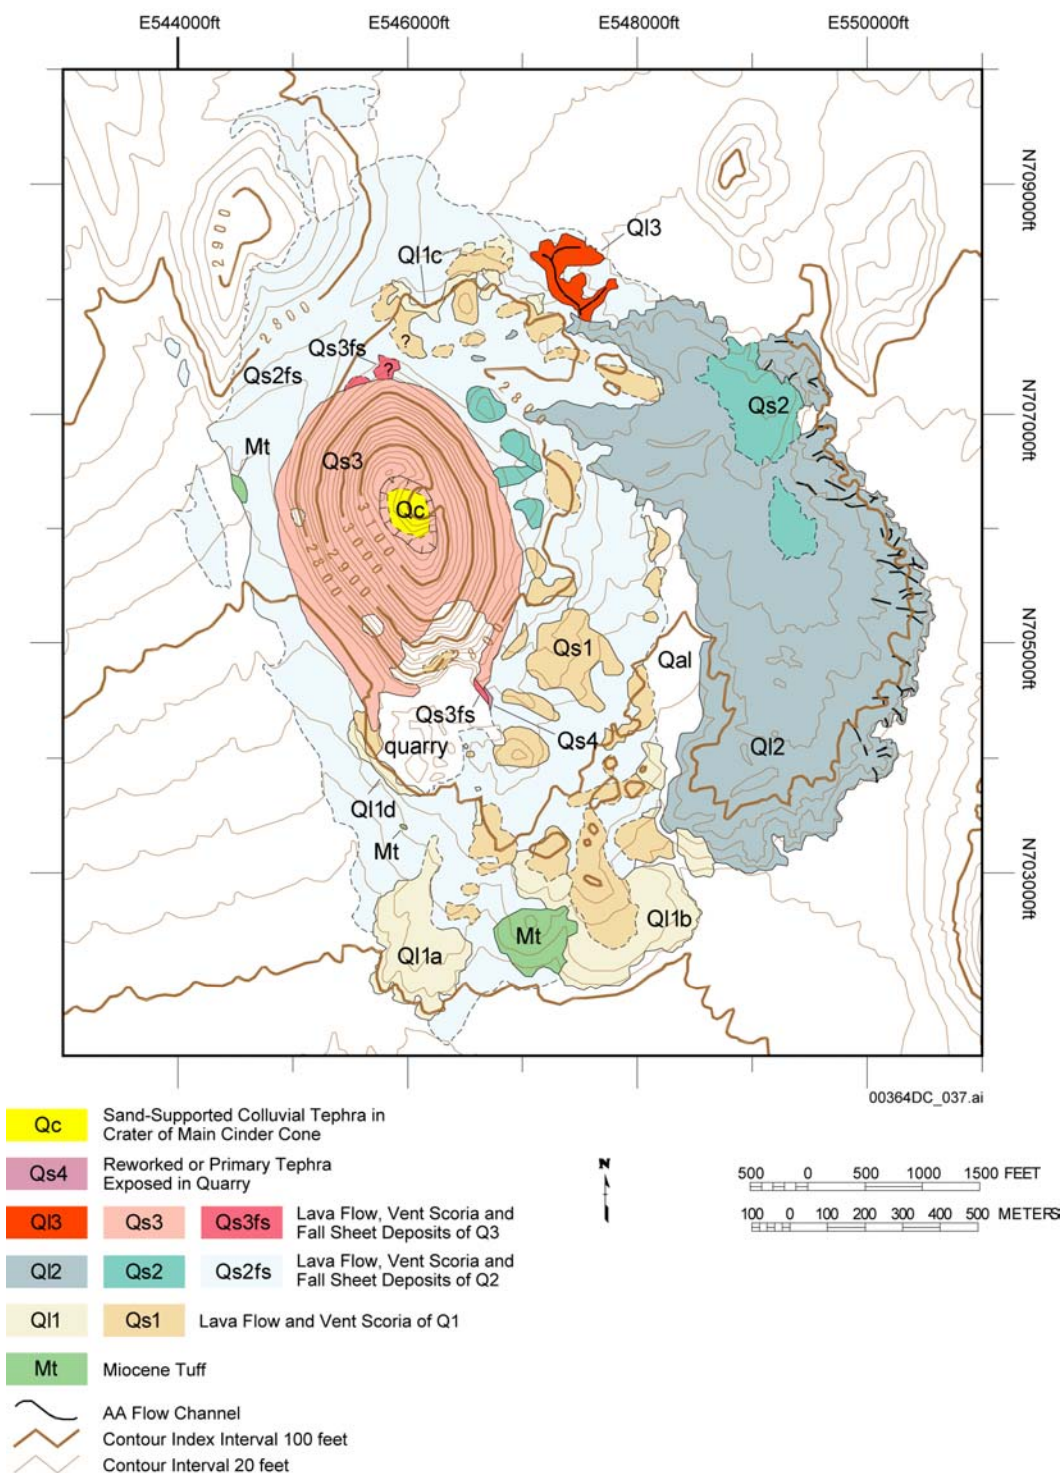 E544000ft E546000ft E548000ft E550000ft
N709000ft
2900
Ql3
Ql1c
2800
?
Qs3fs
?
Qs2fs
2800
Qs2
N707000ft
Mt
Qs3
Qc
3100
3000
2900
2800
Qs1
Qal
N705000ft
Qs3fs
Qs4
quarry
Ql2
Ql1d
Mt
N703000ft
Ql1b
Mt
Ql1a
00364DC_037.ai
Qc Sand-Supported Colluvial Tephra in
Crater of Main Cinder Cone
Qs4 Reworked or Primary Tephra
Exposed in Quarry
Ql3 Qs3 Qs3fs Lava Flow, Vent Scoria and
Fall Sheet Deposits of Q3
Ql2 Qs2 Qs2fs Lava Flow, Vent Scoria and
Fall Sheet Deposits of Q2
Ql1 Qs1 Lava Flow and Vent Scoria of Q1
Mt Miocene Tuff
AA Flow Channel
Contour Index Interval 100 feet
Contour Interval 20 feet
N
500 0 500 1000 1500 FEET
100 0 100 200 300 400 500 METERS